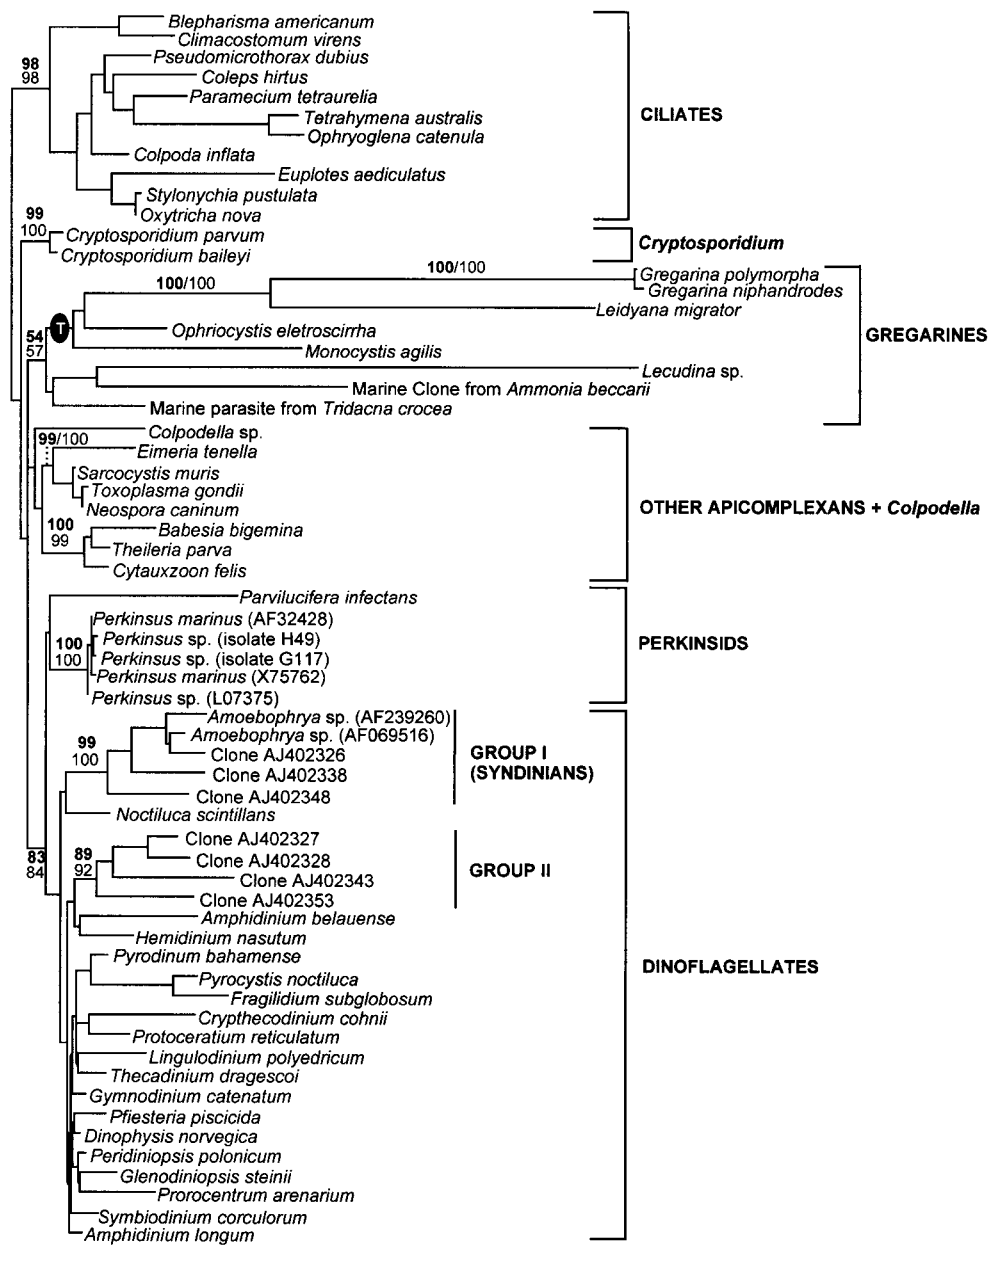 Blepharisma americanum
Climacostomum virens
Pseudomicrothorax dubius
98
98
Coleps hirtus
Paramecium tetraurelia
Tetrahymena australis
CILIATES
Ophryoglena catenula
Colpoda inflata
Euplotes aediculatus
Stylonychia pustulata
Oxytricha nova
99
100
Cryptosporidium parvum
Cryptosporidium
Cryptosporidium baileyi
100/100
100/100
Gregarina polymorpha
Gregarina niphandrodes
Leidyana migrator
T
Ophriocystis eletroscirrha
GREGARINES
54
57
Monocystis agilis
Lecudina sp.
Marine Clone from Ammonia beccarii
Marine parasite from Tridacna crocea
Colpodella sp.
99/100
Eimeria tenella
Sarcocystis muris
Toxoplasma gondii
Neospora caninum
OTHER APICOMPLEXANS + Colpodella
100
99
Babesia bigemina
Theileria parva
Cytauxzoon felis
Parvilucifera infectans
Perkinsus marinus (AF32428)
Perkinsus sp. (isolate H49)
PERKINSIDS
100
100
Perkinsus sp. (isolate G117)
Perkinsus marinus (X75762)
Perkinsus sp. (L07375)
Amoebophrya sp. (AF239260)
Amoebophrya sp. (AF069516)
99
100
Clone AJ402326
GROUP I
(SYNDINIANS)
Clone AJ402338
Clone AJ402348
Noctiluca scintillans
Clone AJ402327
83
84
89
92
Clone AJ402328
GROUP II
Clone AJ402343
Clone AJ402353
Amphidinium belauense
Hemidinium nasutum
Pyrodinum bahamense
DINOFLAGELLATES
Pyrocystis noctiluca
Fragilidium subglobosum
Crypthecodinium cohnii
Protoceratium reticulatum
Lingulodinium polyedricum
Thecadinium dragescoi
Gymnodinium catenatum
Pfiesteria piscicida
Dinophysis norvegica
Peridiniopsis polonicum
Glenodiniopsis steinii
Prorocentrum arenarium
Symbiodinium corculorum
Amphidinium longum